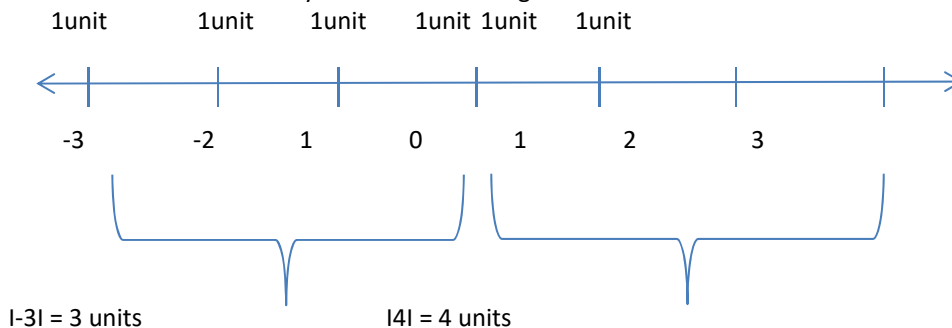 1unit 1unit 1unit 1unit 1unit 1unit
-3 -2 1 0 1 2 3
I-3I = 3 units I4I = 4 units